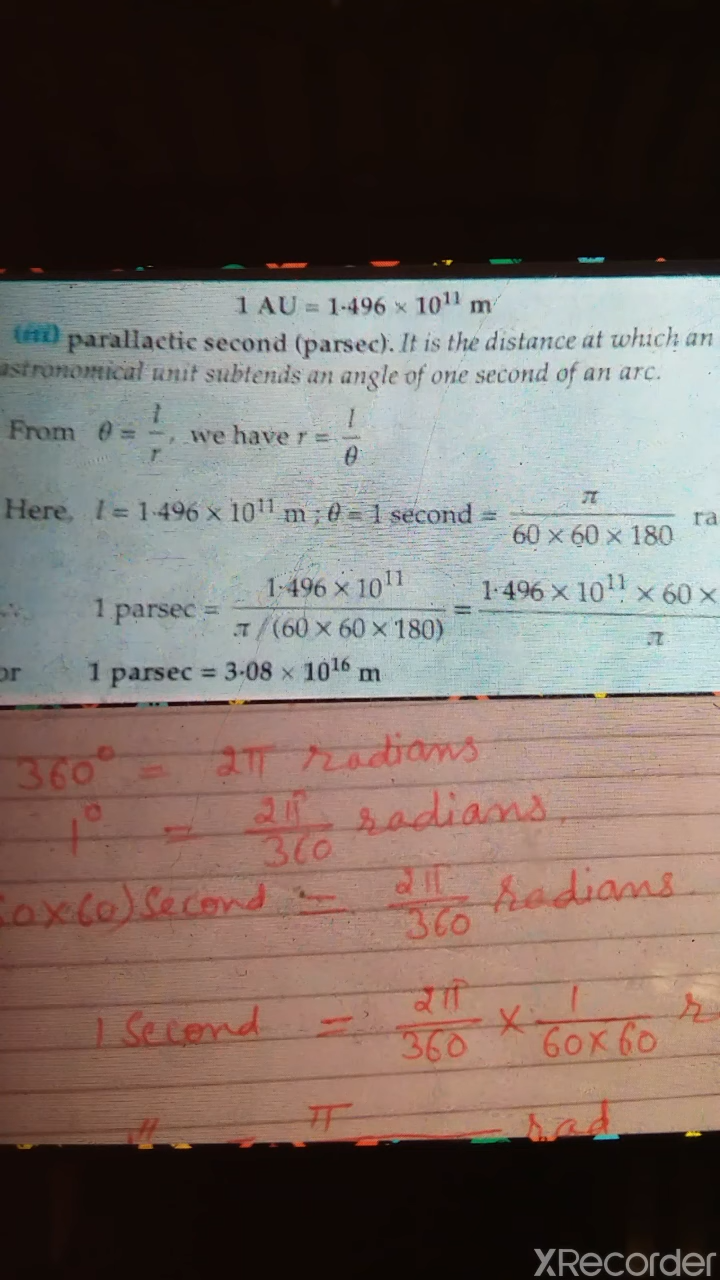 1 AU = 1·496 × 10¹¹ m
(iii) parallactic second (parsec). It is the distance at which an
astronomical unit subtends an angle of one second of an arc.
From θ = l/r, we have r = l/θ
Here, l = 1·496 × 10¹¹ m ; θ = 1 second = π/(60 × 60 × 180) ra
∴ 1 parsec = 1·496 × 10¹¹/(π/(60 × 60 × 180)) = 1·496 × 10¹¹ × 60 ×/π
or 1 parsec = 3·08 × 10¹⁶ m
360° = 2π radians
1° = 2π/360 radians.
0×60) Second = 2π/360 radians
1 Second = 2π/360 × 1/(60×60) r
" = π rad
XRecorder